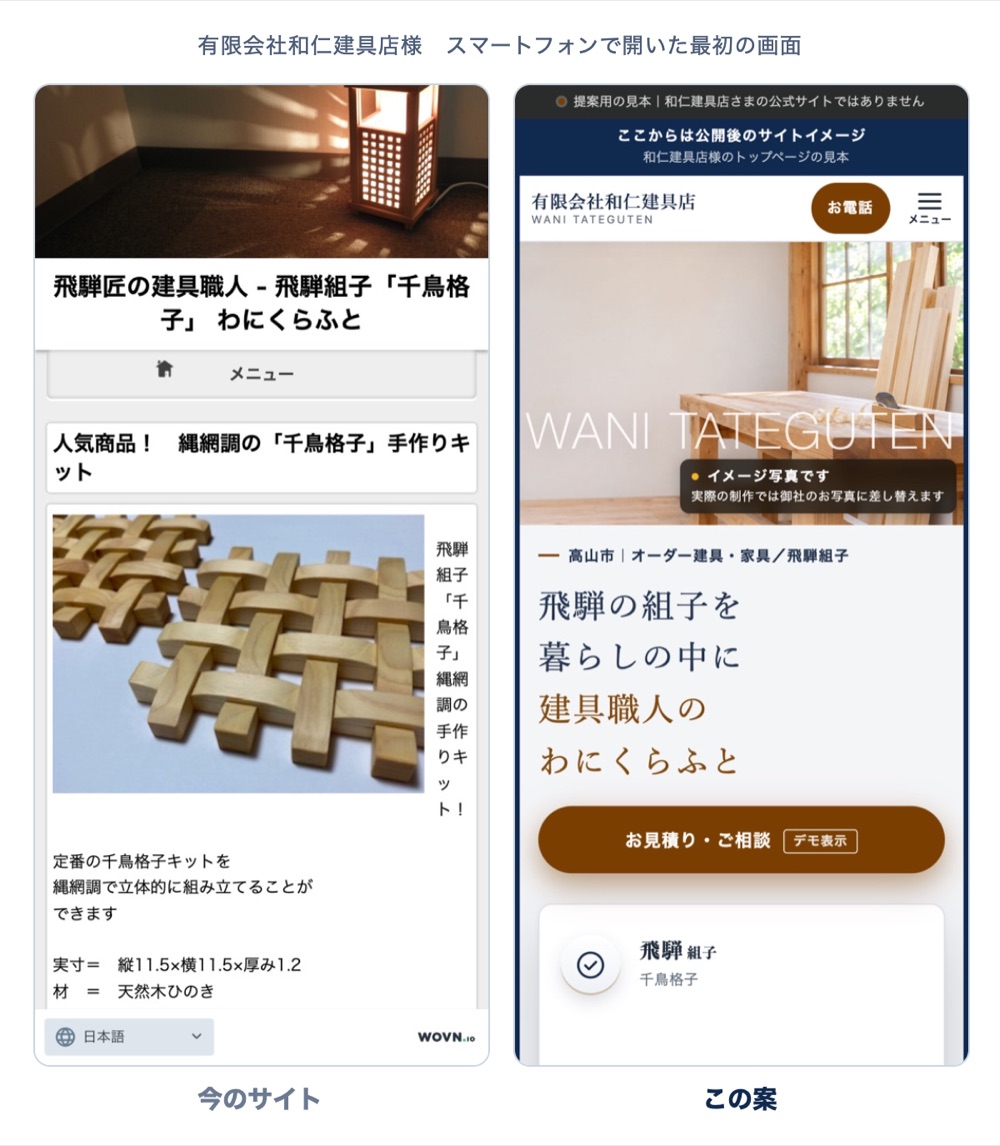 有限会社和仁建具店様　スマートフォンで開いた最初の画面
飛騨匠の建具職人 - 飛騨組子「千鳥格
子」 わにくらふと
メニュー
人気商品！　縄網調の「千鳥格子」手作りキ
ット
飛騨
組子
「千
鳥格
子」
縄網
調の
手作
りキ
ッ
ト！
定番の千鳥格子キットを
縄網調で立体的に組み立てることが
できます
実寸＝　縦11.5×横11.5×厚み1.2
材　＝　天然木ひのき
日本語
WOVN.io
今のサイト
提案用の見本｜和仁建具店さまの公式サイトではありません
ここからは公開後のサイトイメージ
和仁建具店様のトップページの見本
有限会社和仁建具店
WANI TATEGUTEN
お電話
メニュー
WANI TATEGUTEN
イメージ写真です
実際の制作では御社のお写真に差し替えます
高山市｜オーダー建具・家具／飛騨組子
飛騨の組子を
暮らしの中に
建具職人の
わにくらふと
お見積り・ご相談 デモ表示
飛騨 組子
千鳥格子
この案